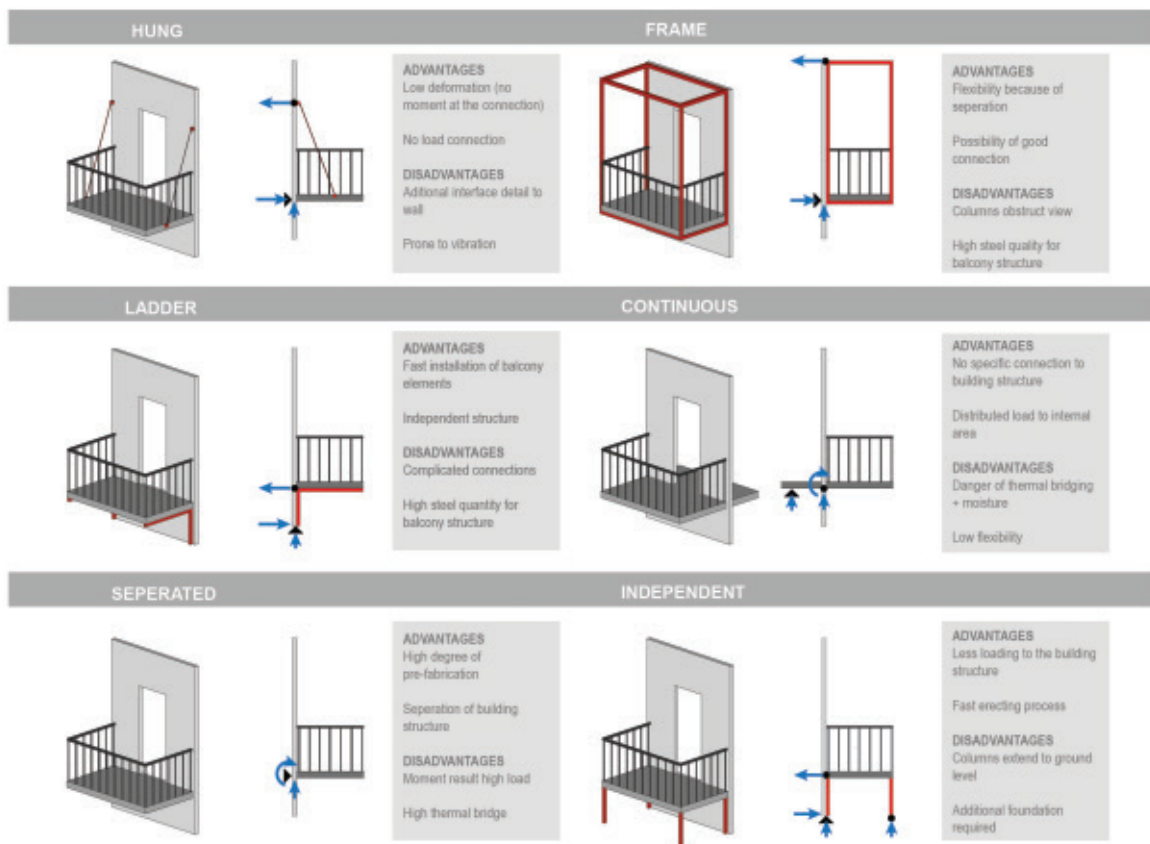 HUNG
ADVANTAGES
Low deformation (no
moment at the connection)
No load connection
DISADVANTAGES
Aditional interface detail to
wall
Prone to vibration
FRAME
ADVANTAGES
Flexibility because of
seperation
Possibility of good
connection
DISADVANTAGES
Columns obstruct view
High steel quality for
balcony structure
LADDER
ADVANTAGES
Fast installation of balcony
elements
Independent structure
DISADVANTAGES
Complicated connections
High steel quantity for
balcony structure
CONTINUOUS
ADVANTAGES
No specific connection to
building structure
Distributed load to internal
area
DISADVANTAGES
Danger of thermal bridging
+ moisture
Low flexibility
SEPERATED
ADVANTAGES
High degree of
pre-fabrication
Seperation of building
structure
DISADVANTAGES
Moment result high load
High thermal bridge
INDEPENDENT
ADVANTAGES
Less loading to the building
structure
Fast erecting process
DISADVANTAGES
Columns extend to ground
level
Additional foundation
required